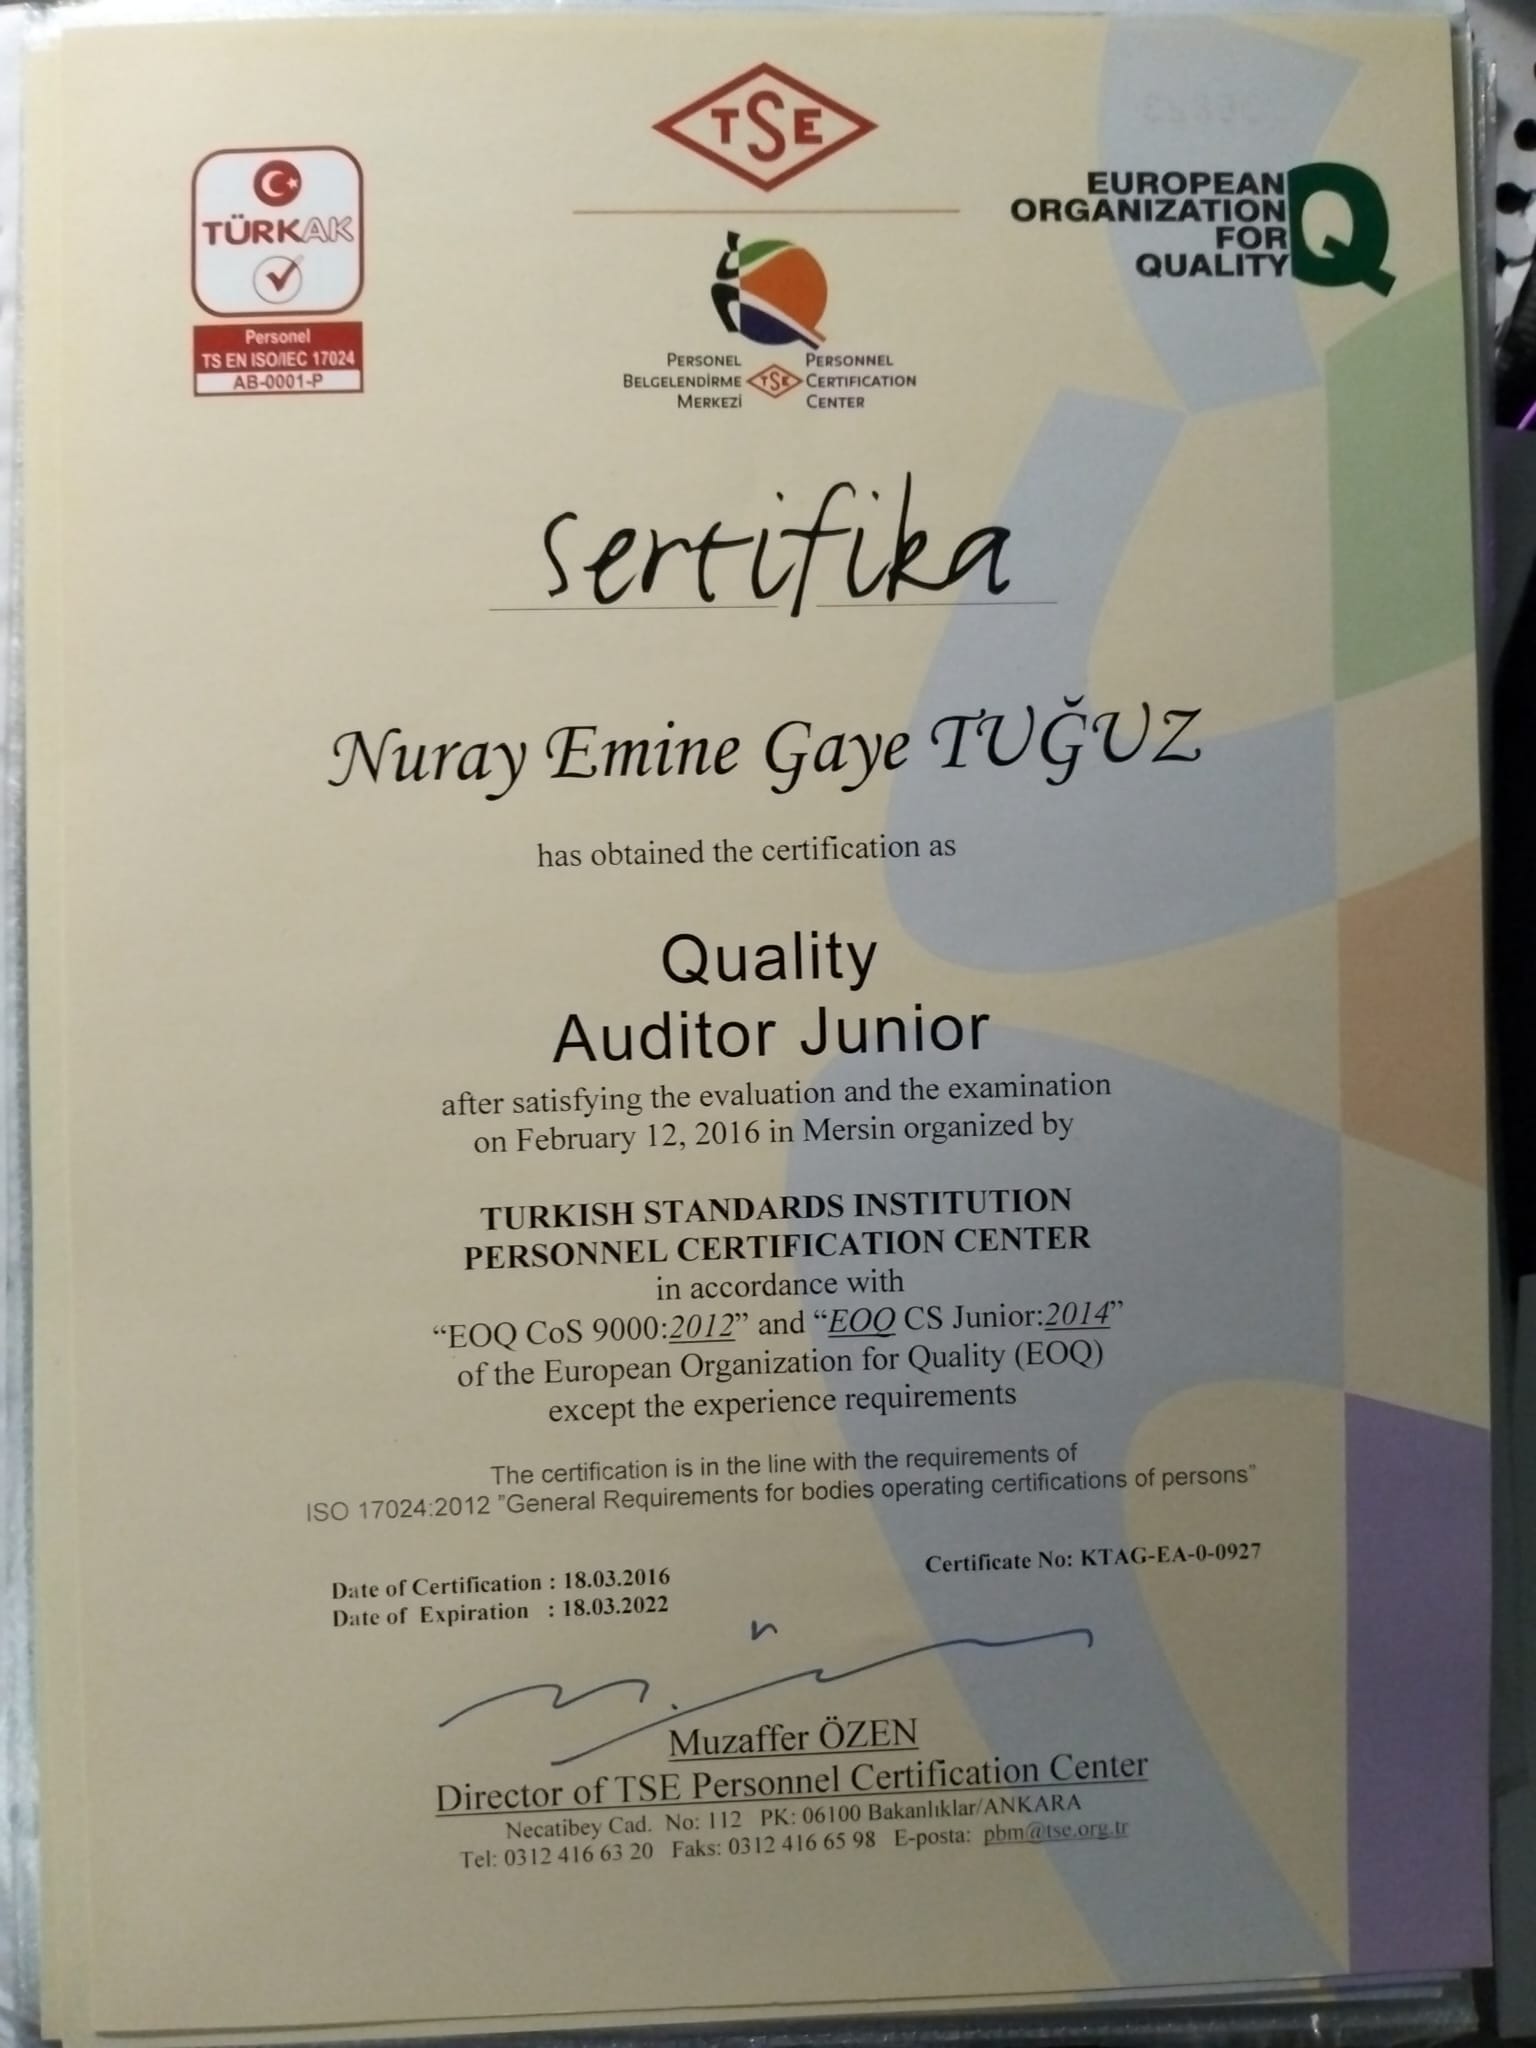 TSE
TÜRKAK
Personel
TS EN ISO/IEC 17024
AB-0001-P
EUROPEAN
ORGANIZATION
FOR
QUALITY
Q
PERSONEL
BELGELENDİRME
MERKEZİ
TSE
PERSONNEL
CERTIFICATION
CENTER
Sertifika
Nuray Emine Gaye TUĞUZ
has obtained the certification as
Quality
Auditor Junior
after satisfying the evaluation and the examination
on February 12, 2016 in Mersin organized by
TURKISH STANDARDS INSTITUTION
PERSONNEL CERTIFICATION CENTER
in accordance with
“EOQ CoS 9000:2012” and “EOQ CS Junior:2014”
of the European Organization for Quality (EOQ)
except the experience requirements
The certification is in the line with the requirements of
ISO 17024:2012 ”General Requirements for bodies operating certifications of persons”
Date of Certification : 18.03.2016
Certificate No: KTAG-EA-0-0927
Date of Expiration : 18.03.2022
Muzaffer ÖZEN
Director of TSE Personnel Certification Center
Necatibey Cad. No: 112 PK: 06100 Bakanlıklar/ANKARA
Tel: 0312 416 63 20 Faks: 0312 416 65 98 E-posta: pbm@tse.org.tr